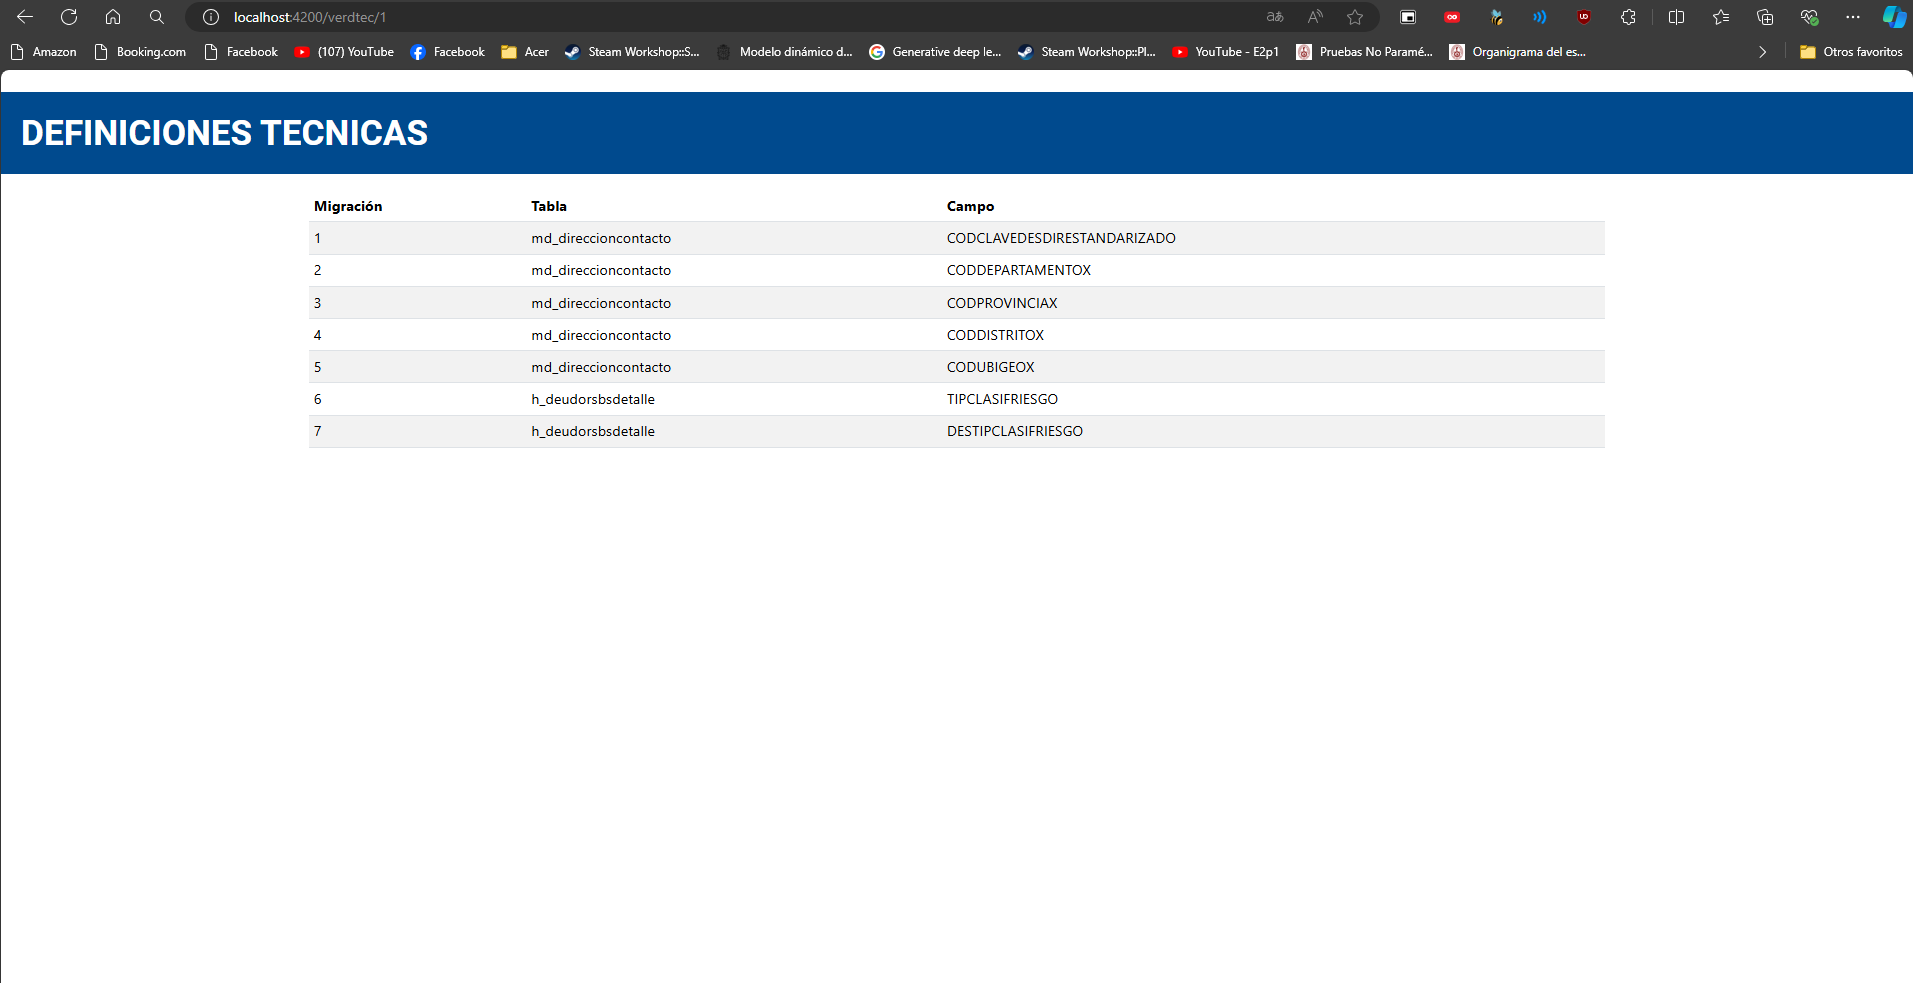 localhost:4200/verdtec/1
Amazon Booking.com Facebook (107) YouTube Facebook Acer Steam Workshop::S... Modelo dinámico d... Generative deep le... Steam Workshop::Pl... YouTube - E2p1 Pruebas No Paramé... Organigrama del es... Otros favoritos
DEFINICIONES TECNICAS
Migración Tabla Campo
1 md_direccioncontacto CODCLAVEDESDIRESTANDARIZADO
2 md_direccioncontacto CODDEPARTAMENTOX
3 md_direccioncontacto CODPROVINCIAX
4 md_direccioncontacto CODDISTRITOX
5 md_direccioncontacto CODUBIGEOX
6 h_deudorsbsdetalle TIPCLASIFRIESGO
7 h_deudorsbsdetalle DESTIPCLASIFRIESGO